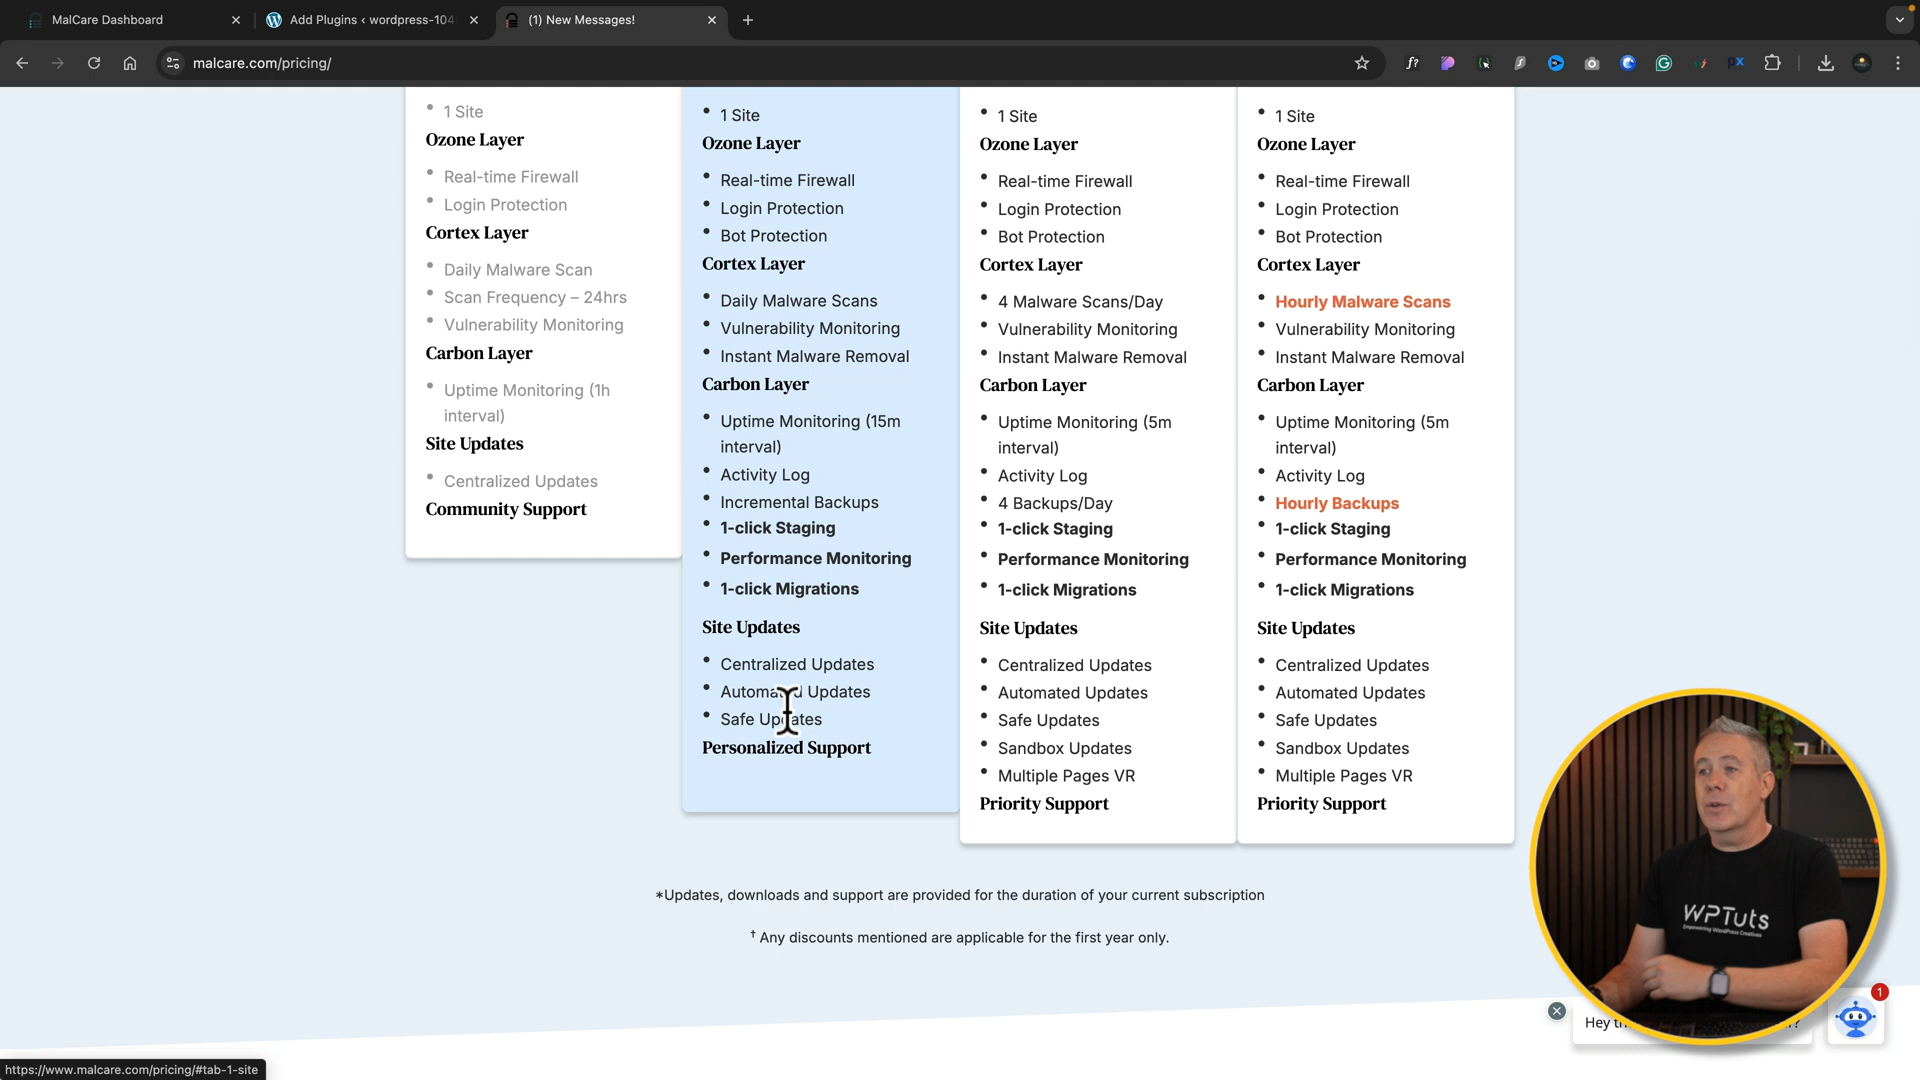 MalCare Dashboard
Add Plugins ‹ wordpress-104
(1) New Messages!
malcare.com/pricing/
1 Site
Ozone Layer
Real-time Firewall
Login Protection
Cortex Layer
Daily Malware Scan
Scan Frequency – 24hrs
Vulnerability Monitoring
Carbon Layer
Uptime Monitoring (1h
interval)
Site Updates
Centralized Updates
Community Support
1 Site
Ozone Layer
Real-time Firewall
Login Protection
Bot Protection
Cortex Layer
Daily Malware Scans
Vulnerability Monitoring
Instant Malware Removal
Carbon Layer
Uptime Monitoring (15m
interval)
Activity Log
Incremental Backups
1-click Staging
Performance Monitoring
1-click Migrations
Site Updates
Centralized Updates
Automated Updates
Safe Updates
Personalized Support
1 Site
Ozone Layer
Real-time Firewall
Login Protection
Bot Protection
Cortex Layer
4 Malware Scans/Day
Vulnerability Monitoring
Instant Malware Removal
Carbon Layer
Uptime Monitoring (5m
interval)
Activity Log
4 Backups/Day
1-click Staging
Performance Monitoring
1-click Migrations
Site Updates
Centralized Updates
Automated Updates
Safe Updates
Sandbox Updates
Multiple Pages VR
Priority Support
1 Site
Ozone Layer
Real-time Firewall
Login Protection
Bot Protection
Cortex Layer
Hourly Malware Scans
Vulnerability Monitoring
Instant Malware Removal
Carbon Layer
Uptime Monitoring (5m
interval)
Activity Log
Hourly Backups
1-click Staging
Performance Monitoring
1-click Migrations
Site Updates
Centralized Updates
Automated Updates
Safe Updates
Sandbox Updates
Multiple Pages VR
Priority Support
*Updates, downloads and support are provided for the duration of your current subscription
† Any discounts mentioned are applicable for the first year only.
WPTuts
Empowering WordPress Creatives
1
Hey
https://www.malcare.com/pricing/#tab-1-site